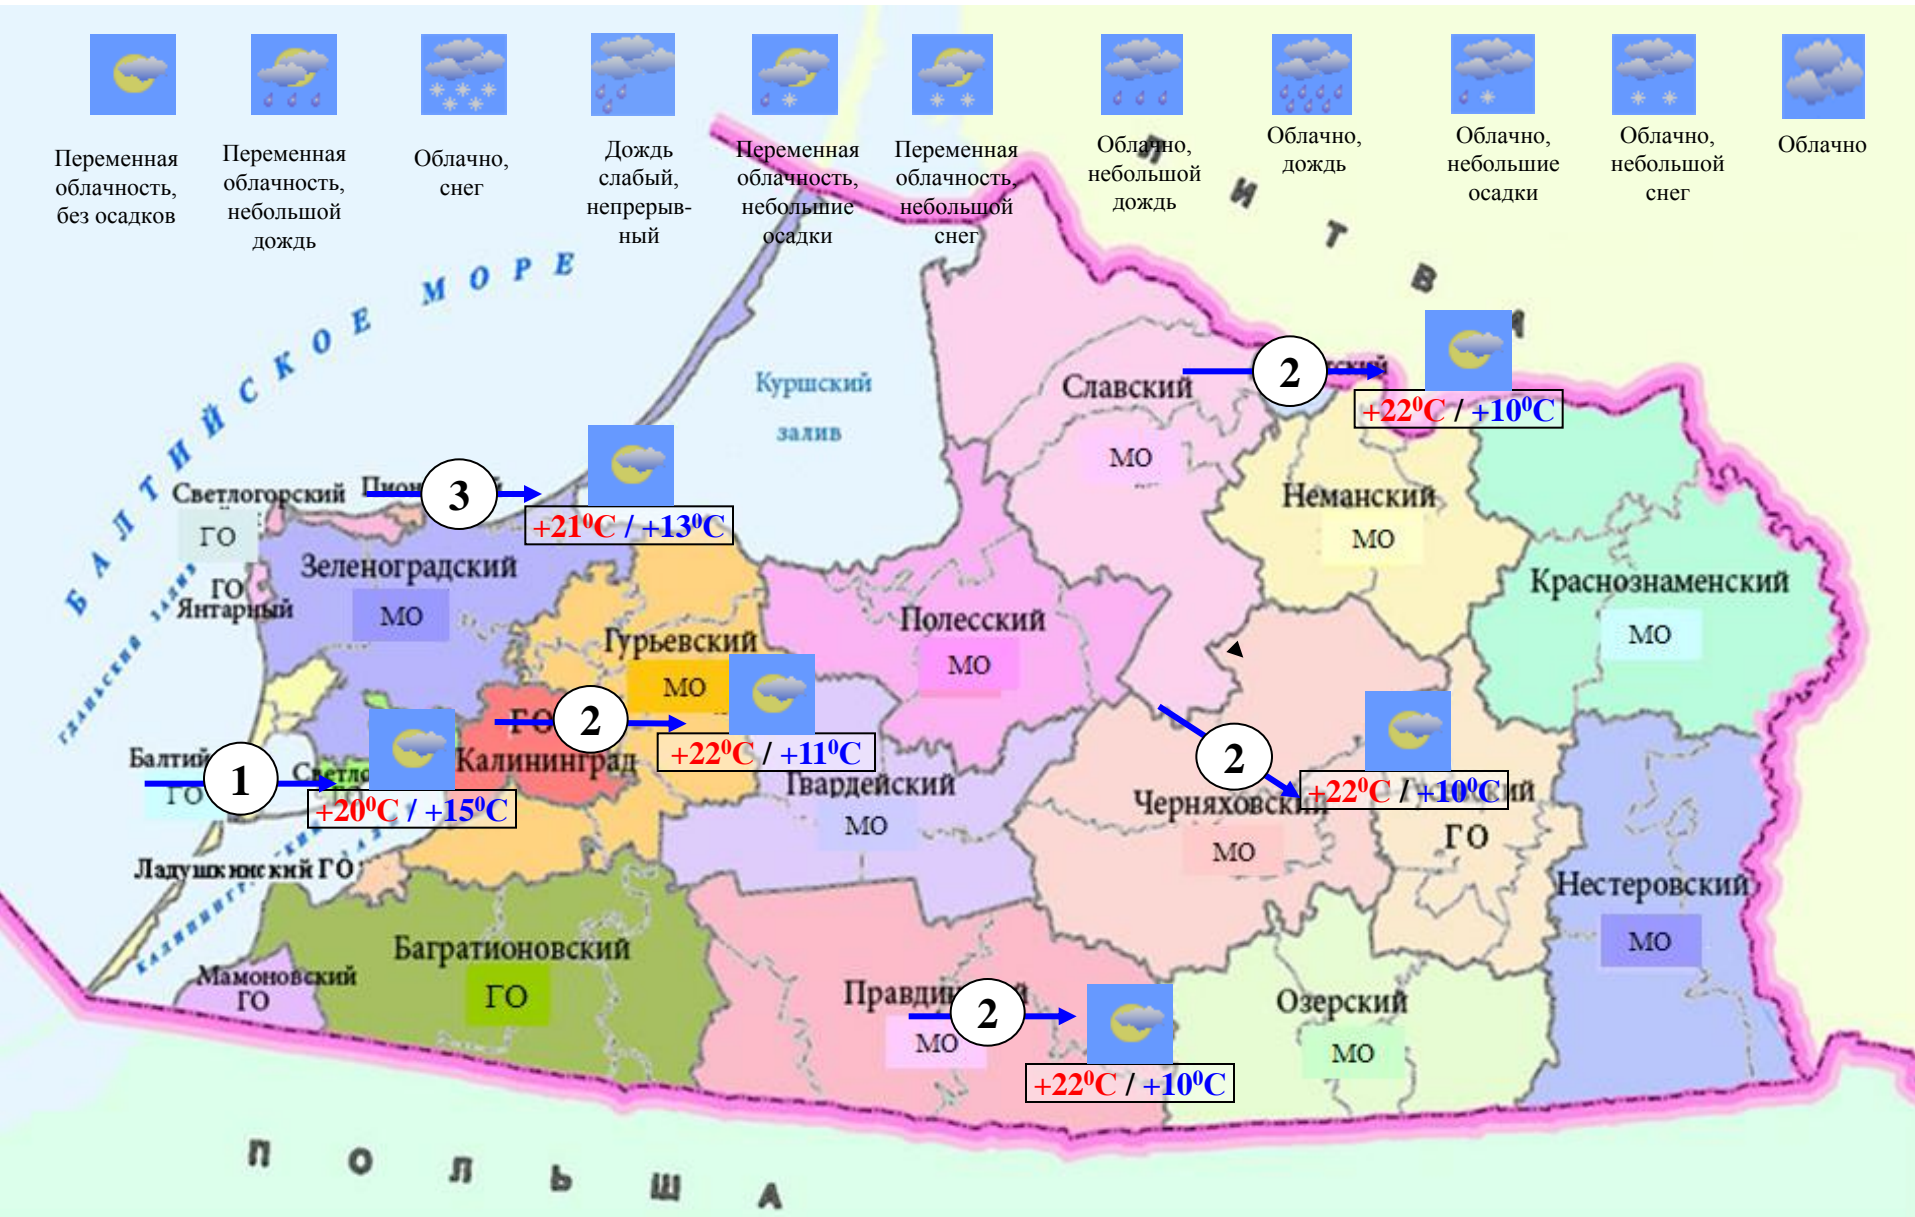 Переменная
облачность,
без осадков
Переменная
облачность,
небольшой
дождь
Облачно,
снег
Дождь
слабый,
непрерыв-
ный
Переменная
облачность,
небольшие
осадки
Переменная
облачность,
небольшой
снег
Облачно,
небольшой
дождь
Облачно,
дождь
Облачно,
небольшие
осадки
Облачно,
небольшой
снег
Облачно
ЛИТВА
БАЛТИЙСКОЕ МОРЕ
Куршский
залив
Славский
МО
2
+22⁰C / +10⁰C
Светлогорский
ГО
3
+21⁰C / +13⁰C
Неманский
МО
Зеленоградский
МО
ГО
Янтарный
Краснознаменский
МО
Полесский
МО
Гурьевский
МО
ГО
2
Калининград
+22⁰C / +11⁰C
1
ГО
+20⁰C / +15⁰C
Гвардейский
МО
2
+22⁰C / +10⁰C
Черняховский
МО
ГО
Ладушкинский ГО
Нестеровский
МО
Багратионовский
ГО
Мамоновский
ГО
2
МО
+22⁰C / +10⁰C
Озерский
МО
ПОЛЬША